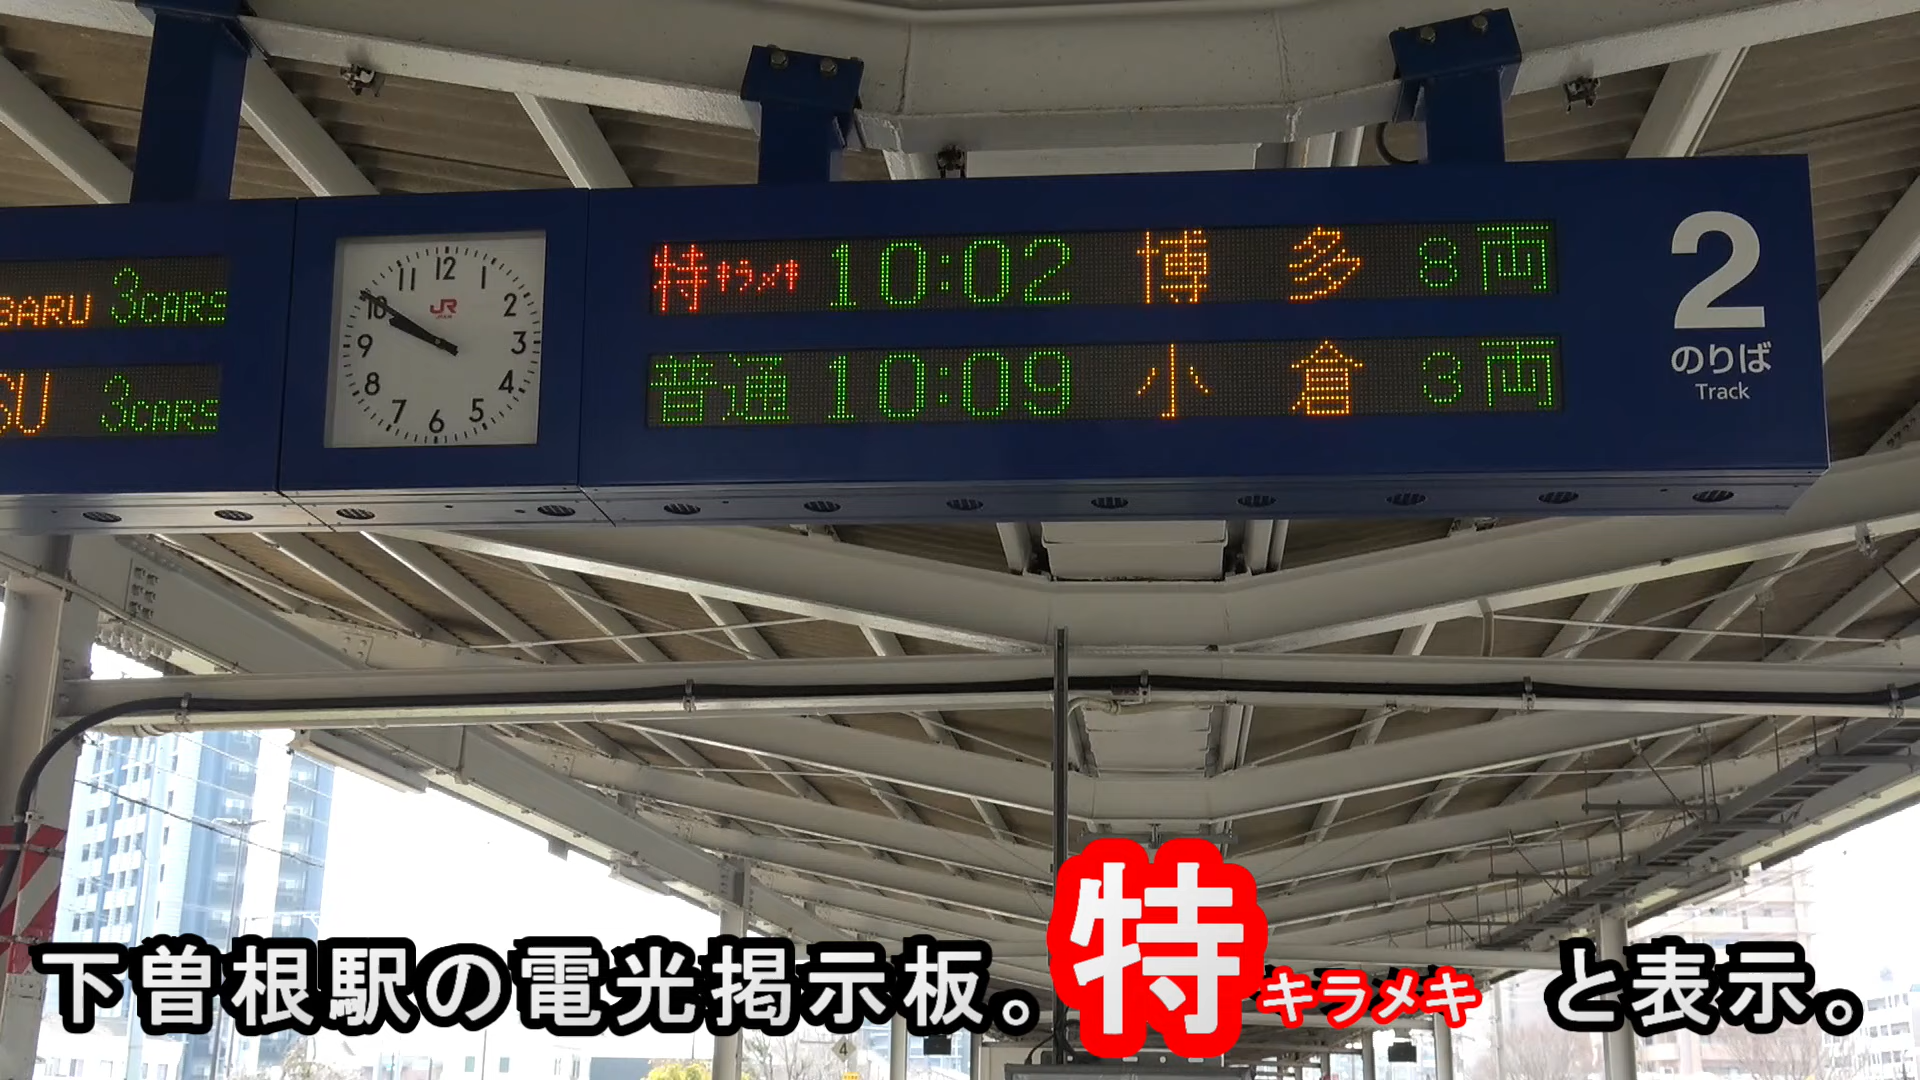 BARU 3CARS
SU 3CARS
12 1 2 3 4 5 6 7 8 9 10 11
JR
特キラメキ 10:02 博多 8両
普通 10:09 小倉 3両
2
のりば
Track
4
下曽根駅の電光掲示板。特キラメキ と表示。